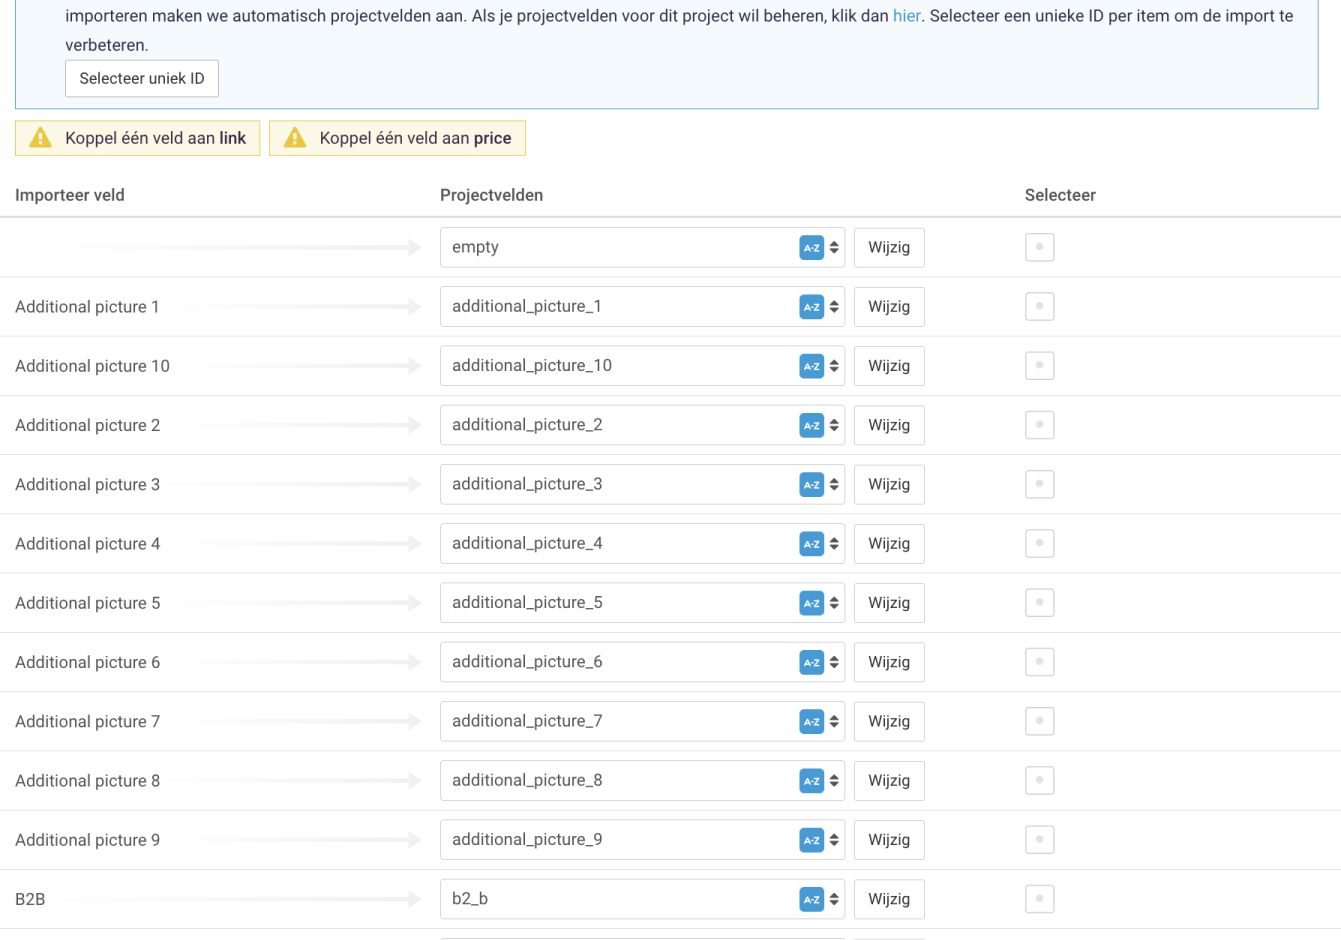 importeren maken we automatisch projectvelden aan. Als je projectvelden voor dit project wil beheren, klik dan hier. Selecteer een unieke ID per item om de import te
verbeteren.
Selecteer uniek ID
Koppel één veld aan link Koppel één veld aan price
Importeer veld Projectvelden Selecteer
empty A-Z Wijzig
Additional picture 1 additional_picture_1 A-Z Wijzig
Additional picture 10 additional_picture_10 A-Z Wijzig
Additional picture 2 additional_picture_2 A-Z Wijzig
Additional picture 3 additional_picture_3 A-Z Wijzig
Additional picture 4 additional_picture_4 A-Z Wijzig
Additional picture 5 additional_picture_5 A-Z Wijzig
Additional picture 6 additional_picture_6 A-Z Wijzig
Additional picture 7 additional_picture_7 A-Z Wijzig
Additional picture 8 additional_picture_8 A-Z Wijzig
Additional picture 9 additional_picture_9 A-Z Wijzig
B2B b2_b A-Z Wijzig